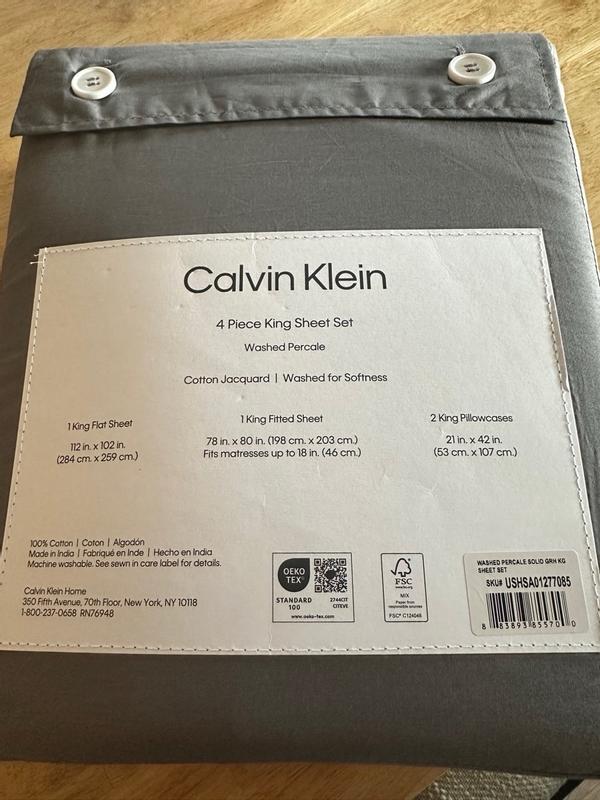 Calvin Klein
4 Piece King Sheet Set
Washed Percale
Cotton Jacquard | Washed for Softness
1 King Flat Sheet
112 in. x 102 in.
(284 cm. x 259 cm.)
1 King Fitted Sheet
78 in. x 80 in. (198 cm. x 203 cm.)
Fits matresses up to 18 in. (46 cm.)
2 King Pillowcases
21 in. x 42 in.
(53 cm. x 107 cm.)
100% Cotton | Coton | Algodón
Made in India | Fabriqué en Inde | Hecho en India
Machine washable. See sewn in care label for details.
Calvin Klein Home
350 Fifth Avenue, 70th Floor, New York, NY 10118
1-800-237-0658 RN76948
OEKO
TEX®
STANDARD
100
2744CIT
CITEVE
www.oeko-tex.com
FSC
MIX
Paper from
responsible sources
FSC® C124048
WASHED PERCALE SOLID GRH KG
SHEET SET
SKU# USHSA01277085
8 83893 85570 0